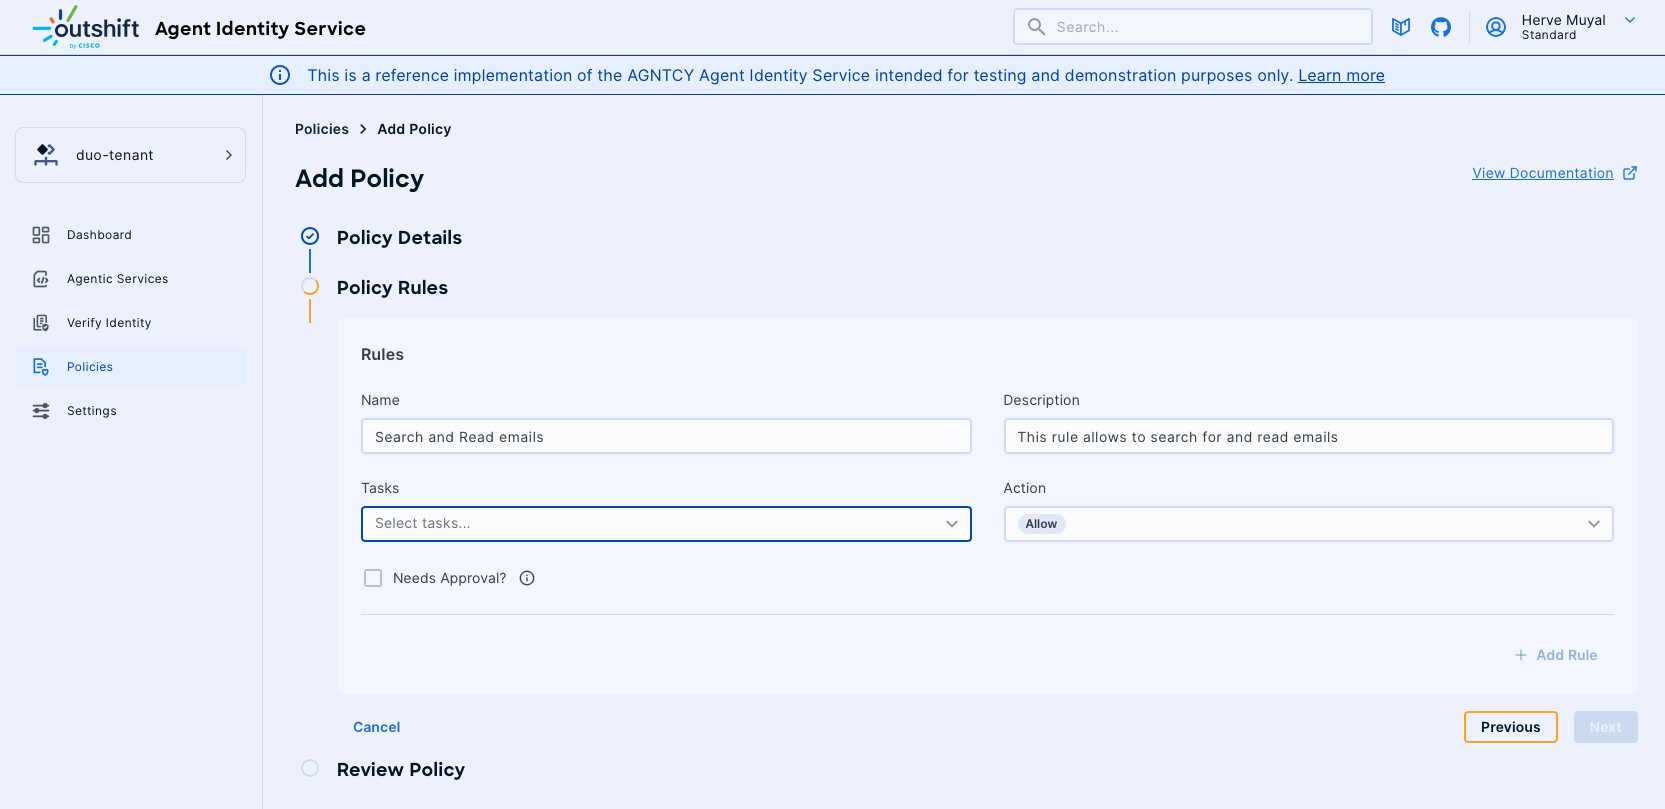 outshift
by CISCO
Agent Identity Service
Search...
Herve Muyal
Standard
This is a reference implementation of the AGNTCY Agent Identity Service intended for testing and demonstration purposes only. Learn more
duo-tenant
Dashboard
Agentic Services
Verify Identity
Policies
Settings
Policies > Add Policy
Add Policy
View Documentation
Policy Details
Policy Rules
Rules
Name
Description
Search and Read emails
This rule allows to search for and read emails
Tasks
Action
Select tasks...
Allow
Needs Approval?
+ Add Rule
Cancel
Previous
Next
Review Policy